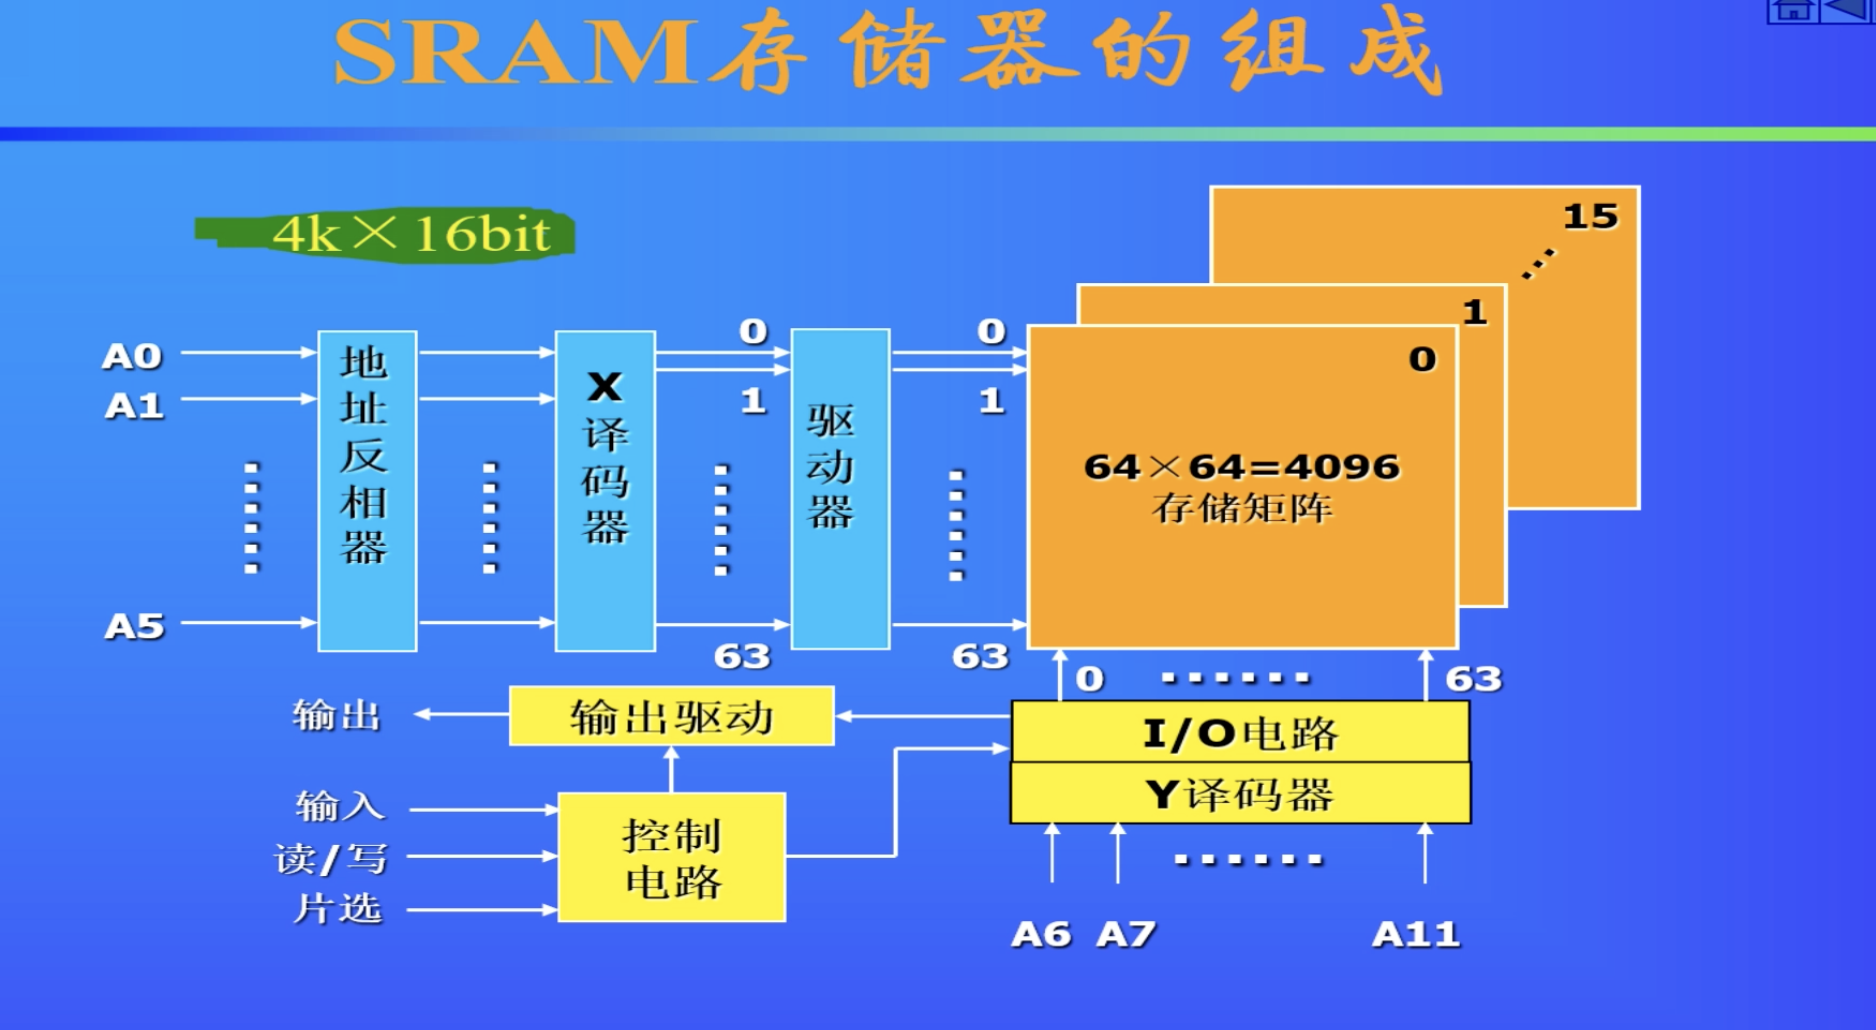 SRAM存储器的组成
4k×16bit
15
1
0
64×64=4096
存储矩阵
A0
A1
A5
地址反相器
X译码器
0
1
63
驱动器
0
1
63
0
63
输出
输出驱动
I/O电路
Y译码器
输入
读/写
片选
控制
电路
A6 A7 A11